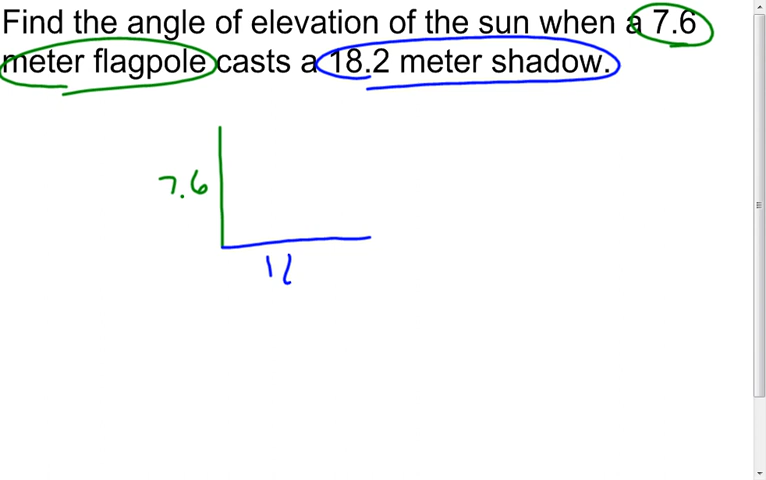 Find the angle of elevation of the sun when a 7.6
meter flagpole casts a 18.2 meter shadow.
7.6